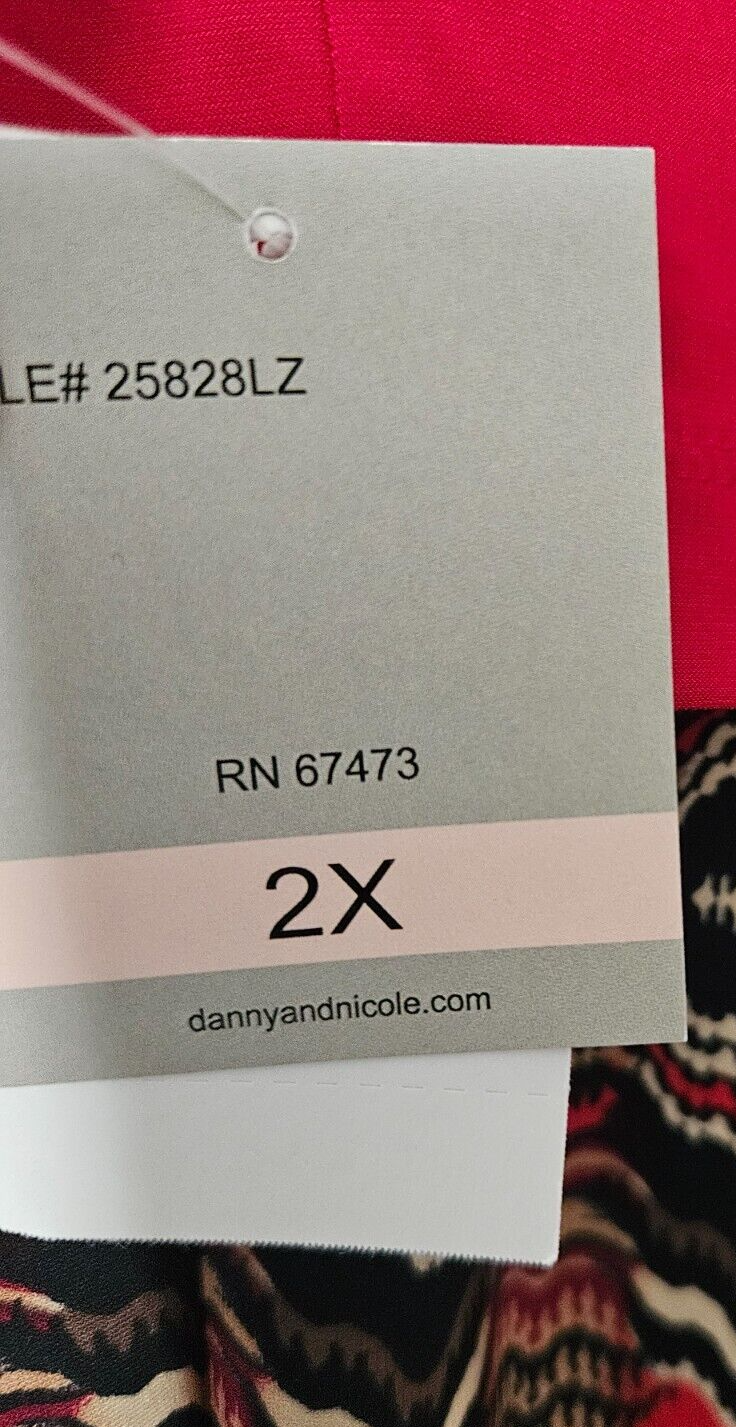 LE# 25828LZ
RN 67473
2X
dannyandnicole.com